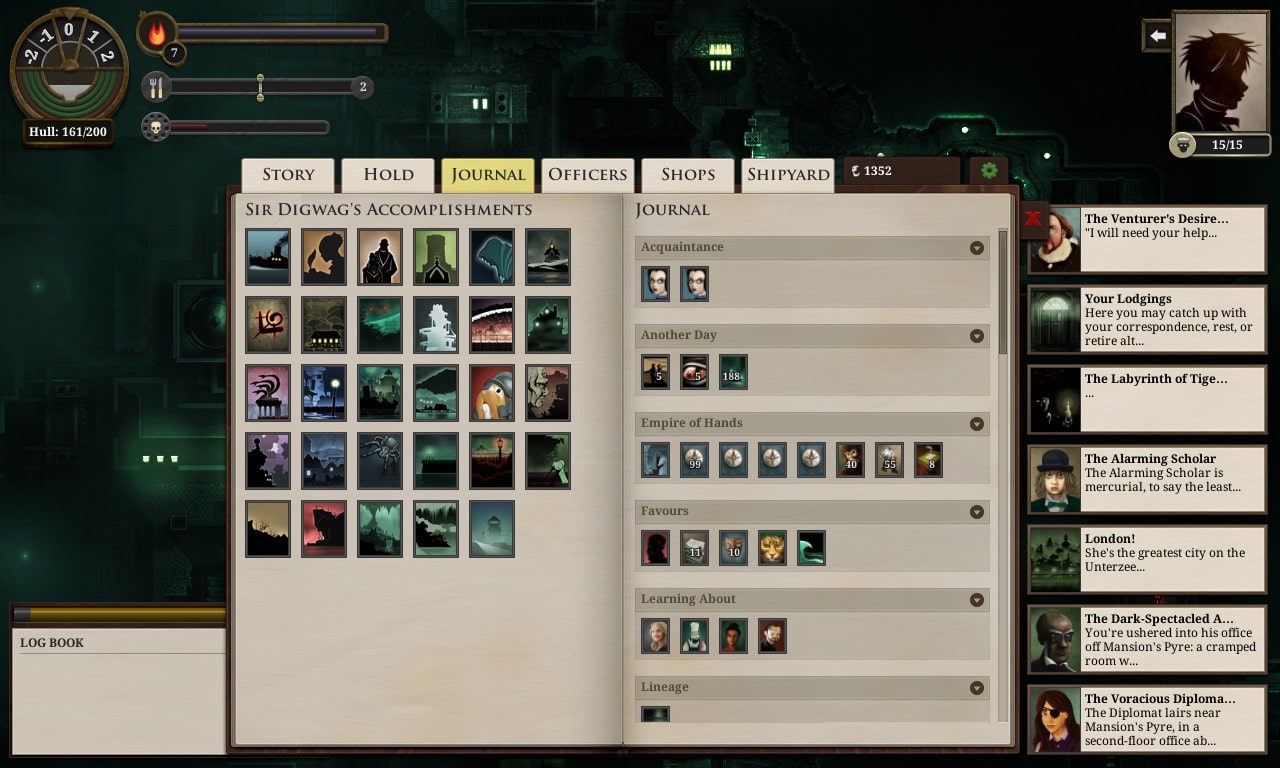 -2 -1 0 1 2
7
2
Hull: 161/200
15/15
Story
Hold
Journal
Officers
Shops
Shipyard
1352
Sir Digwag's Accomplishments
Journal
Acquaintance
Another Day
5
5
188
Empire of Hands
99
40
55
8
Favours
11
10
Learning About
Lineage
X
The Venturer's Desire...
"I will need your help...
Your Lodgings
Here you may catch up with
your correspondence, rest, or
retire alt...
The Labyrinth of Tige...
...
The Alarming Scholar
The Alarming Scholar is
mercurial, to say the least...
London!
She's the greatest city on the
Unterzee...
The Dark-Spectacled A...
You're ushered into his office
off Mansion's Pyre: a cramped
room w...
The Voracious Diploma...
The Diplomat lairs near
Mansion's Pyre, in a
second-floor office ab...
LOG BOOK